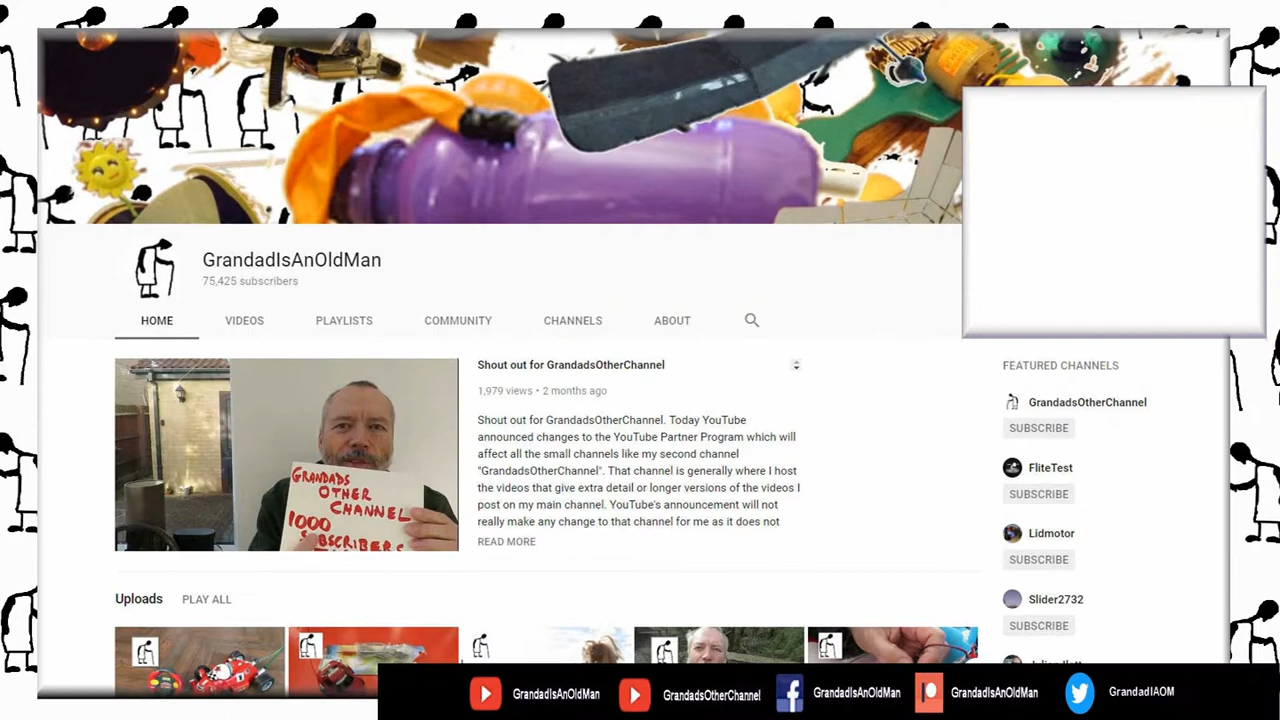 GrandadIsAnOldMan
75,425 subscribers
HOME
VIDEOS
PLAYLISTS
COMMUNITY
CHANNELS
ABOUT
GRANDADS
OTHER
CHANNEL
1000
SUBSCRIBERS
Shout out for GrandadsOtherChannel
1,979 views • 2 months ago
Shout out for GrandadsOtherChannel. Today YouTube
announced changes to the YouTube Partner Program which will
affect all the small channels like my second channel
"GrandadsOtherChannel". That channel is generally where I host
the videos that give extra detail or longer versions of the videos I
post on my main channel. YouTube's announcement will not
really make any change to that channel for me as it does not
READ MORE
FEATURED CHANNELS
GrandadsOtherChannel
SUBSCRIBE
FliteTest
SUBSCRIBE
Lidmotor
SUBSCRIBE
Slider2732
SUBSCRIBE
Uploads PLAY ALL
GrandadIsAnOldMan
GrandadsOtherChannel
GrandadIsAnOldMan
GrandadIsAnOldMan
GrandadIAOM